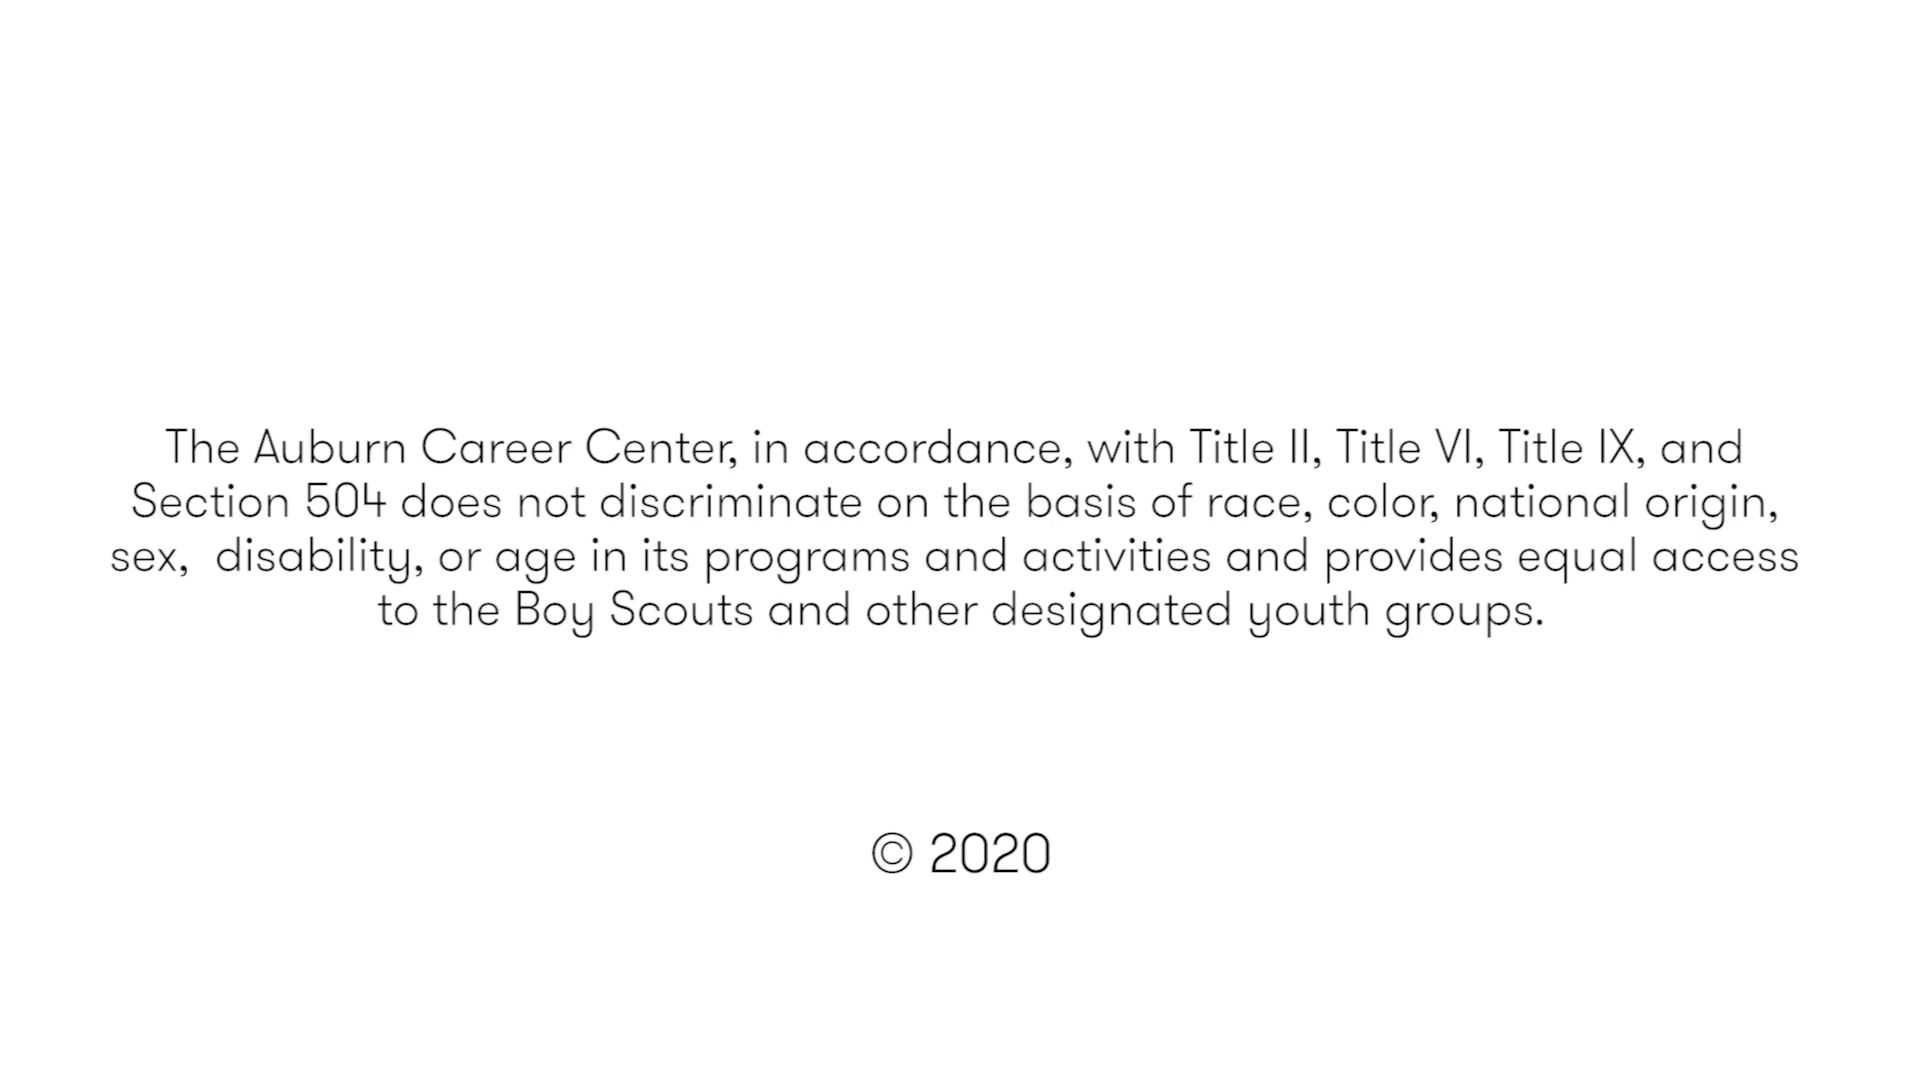 The Auburn Career Center, in accordance, with Title II, Title VI, Title IX, and
Section 504 does not discriminate on the basis of race, color, national origin,
sex,  disability, or age in its programs and activities and provides equal access
to the Boy Scouts and other designated youth groups.
© 2020